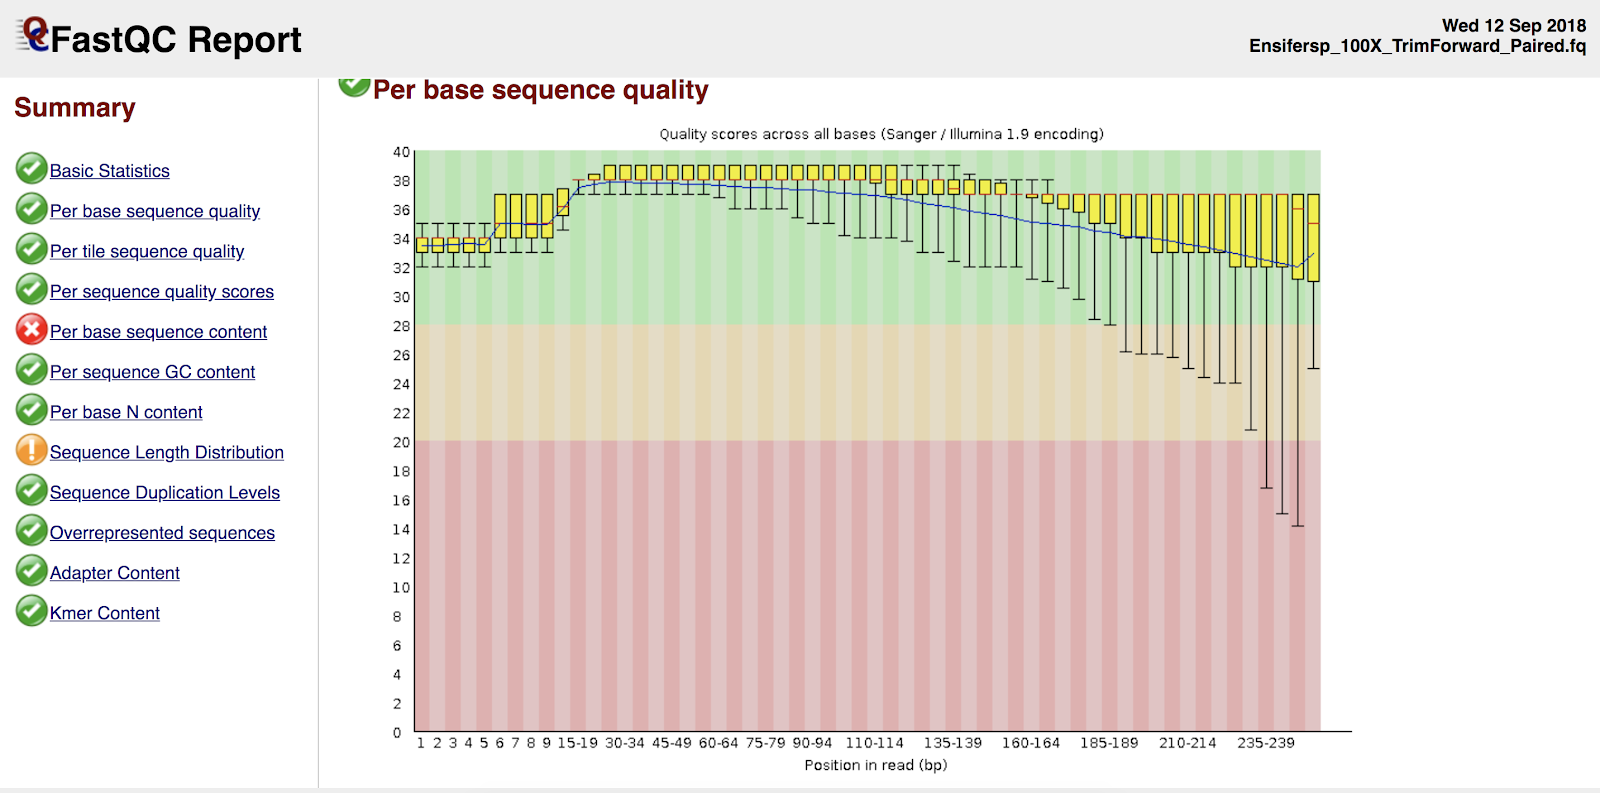 FastQC Report
Wed 12 Sep 2018
Ensifersp_100X_TrimForward_Paired.fq
Summary
Basic Statistics
Per base sequence quality
Per tile sequence quality
Per sequence quality scores
Per base sequence content
Per sequence GC content
Per base N content
Sequence Length Distribution
Sequence Duplication Levels
Overrepresented sequences
Adapter Content
Kmer Content
Per base sequence quality
Quality scores across all bases (Sanger / Illumina 1.9 encoding)
40
38
36
34
32
30
28
26
24
22
20
18
16
14
12
10
8
6
4
2
0
1 2 3 4 5 6 7 8 9 15-19 30-34 45-49 60-64 75-79 90-94 110-114 135-139 160-164 185-189 210-214 235-239
Position in read (bp)